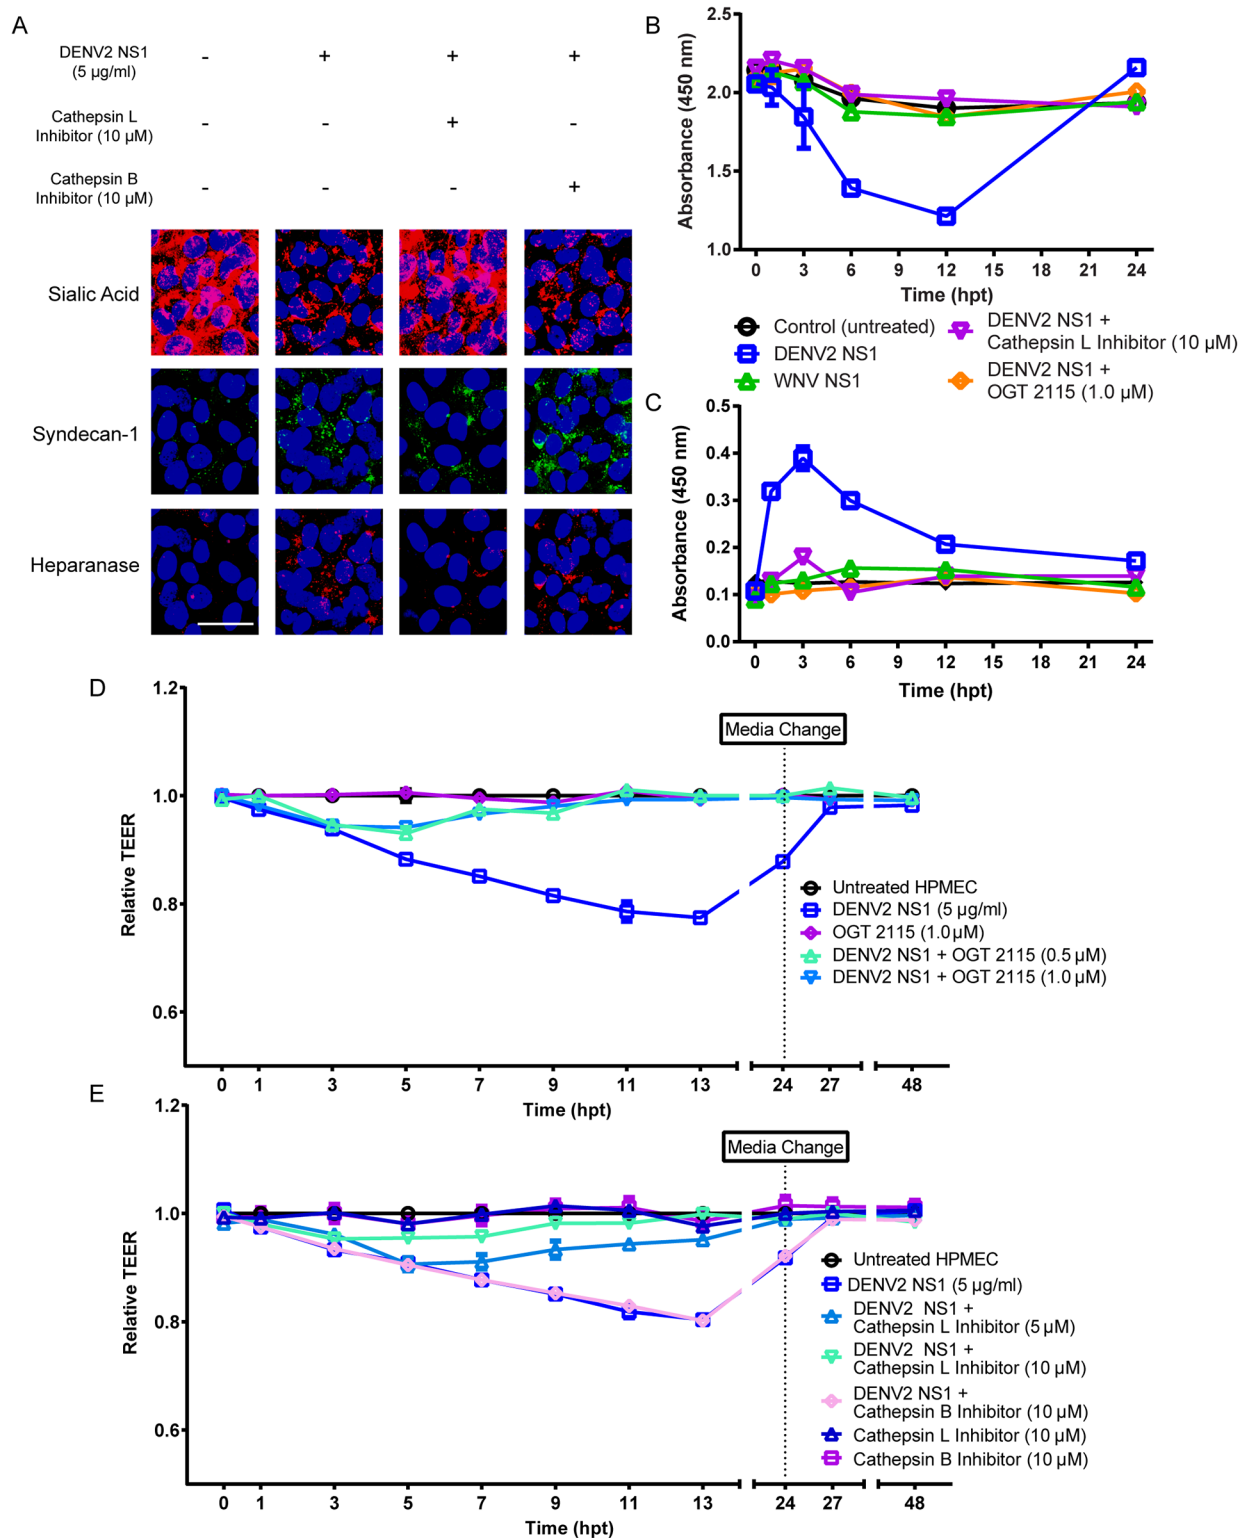 A
DENV2 NS1
(5 µg/ml)
- + + +
Cathepsin L
Inhibitor (10 µM)
- - + -
Cathepsin B
Inhibitor (10 µM)
- - - +
Sialic Acid
Syndecan-1
Heparanase
B
Absorbance (450 nm)
2.5
2.0
1.5
1.0
0 3 6 9 12 15 18 21 24
Time (hpt)
Control (untreated)
DENV2 NS1
WNV NS1
DENV2 NS1 +
Cathepsin L Inhibitor (10 µM)
DENV2 NS1 +
OGT 2115 (1.0 µM)
C
Absorbance (450 nm)
0.5
0.4
0.3
0.2
0.1
0.0
0 3 6 9 12 15 18 21 24
Time (hpt)
D
Relative TEER
1.2
1.0
0.8
0.6
Media Change
Untreated HPMEC
DENV2 NS1 (5 µg/ml)
OGT 2115 (1.0 µM)
DENV2 NS1 + OGT 2115 (0.5 µM)
DENV2 NS1 + OGT 2115 (1.0 µM)
0 1 3 5 7 9 11 13 24 27 48
Time (hpt)
E
Relative TEER
1.2
1.0
0.8
0.6
Media Change
Untreated HPMEC
DENV2 NS1 (5 µg/ml)
DENV2 NS1 +
Cathepsin L Inhibitor (5 µM)
DENV2 NS1 +
Cathepsin L Inhibitor (10 µM)
DENV2 NS1 +
Cathepsin B Inhibitor (10 µM)
Cathepsin L Inhibitor (10 µM)
Cathepsin B Inhibitor (10 µM)
0 1 3 5 7 9 11 13 24 27 48
Time (hpt)